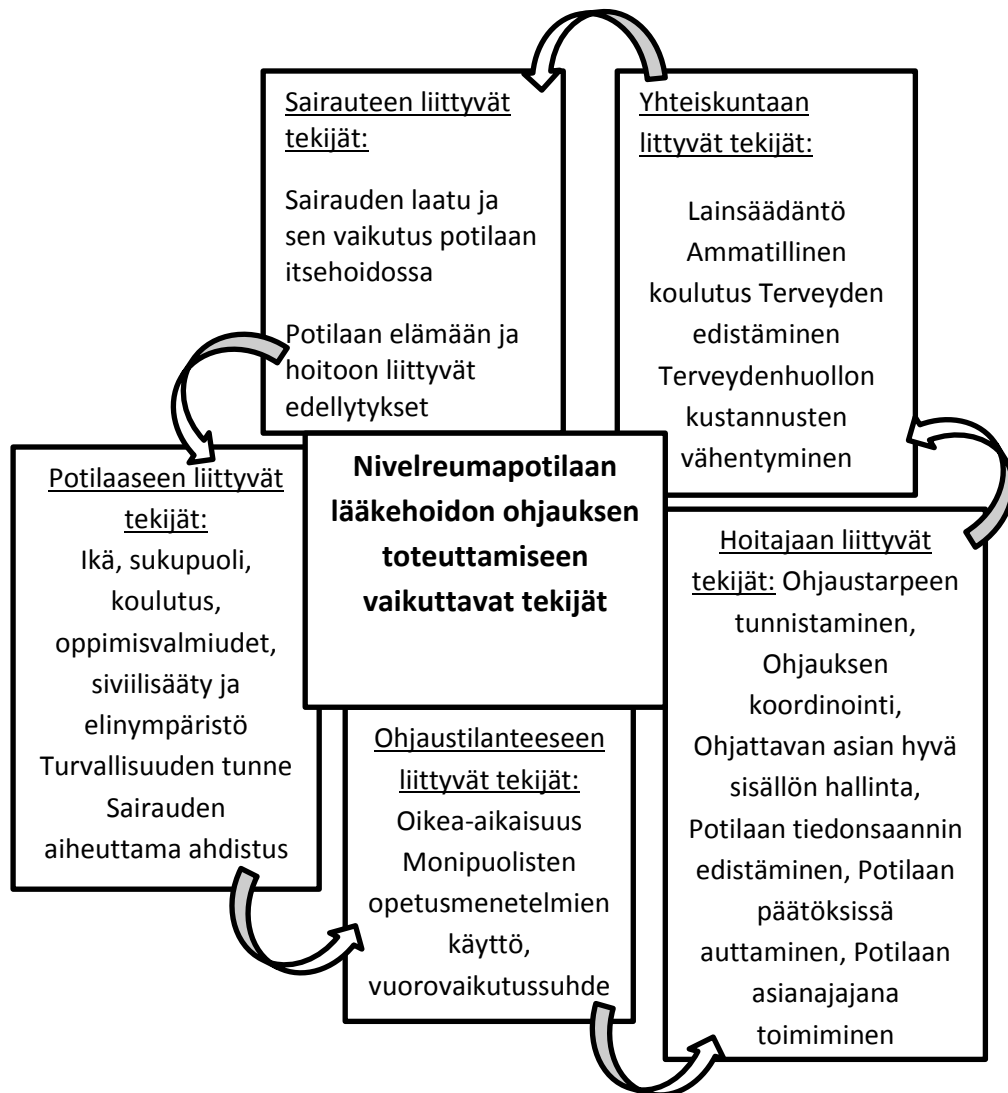 Sairauteen liittyvät
tekijät:
Sairauden laatu ja
sen vaikutus potilaan
itsehoidossa
Potilaan elämään ja
hoitoon liittyvät
edellytykset
Yhteiskuntaan
littyvät tekijät:
Lainsäädäntö
Ammatillinen
koulutus Terveyden
edistäminen
Terveydenhuollon
kustannusten
vähentyminen
Nivelreumapotilaan
lääkehoidon ohjauksen
toteuttamiseen
vaikuttavat tekijät
Potilaaseen liittyvät
tekijät:
Ikä, sukupuoli,
koulutus,
oppimisvalmiudet,
siviilisääty ja
elinympäristö
Turvallisuuden tunne
Sairauden
aiheuttama ahdistus
Ohjaustilanteeseen
liittyvät tekijät:
Oikea-aikaisuus
Monipuolisten
opetusmenetelmien
käyttö,
vuorovaikutussuhde
Hoitajaan liittyvät
tekijät: Ohjaustarpeen
tunnistaminen,
Ohjauksen
koordinointi,
Ohjattavan asian hyvä
sisällön hallinta,
Potilaan tiedonsaannin
edistäminen, Potilaan
päätöksissä
auttaminen, Potilaan
asianajajana
toimiminen